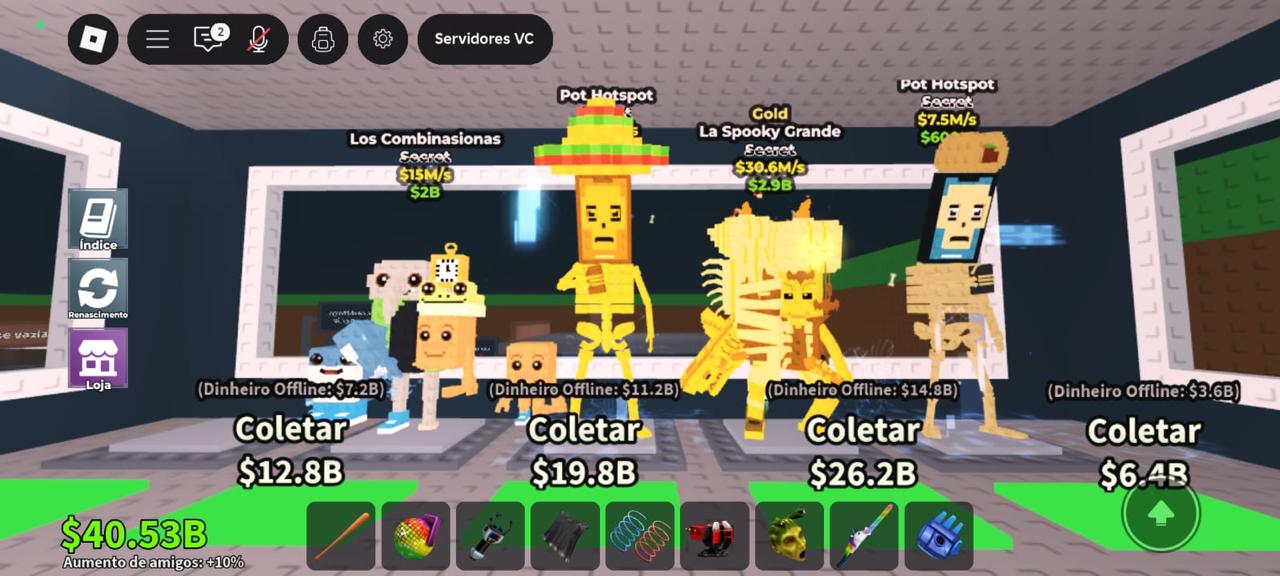 2
Servidores VC
Pot Hotspot
Los Combinasionas
Secret
$15M/s
$2B
Gold
La Spooky Grande
Secret
$30.6M/s
$2.9B
Pot Hotspot
Secret
$7.5M/s
Índice
Renascimento
Loja
(Dinheiro Offline: $7.2B)
Coletar
$12.8B
(Dinheiro Offline: $11.2B)
Coletar
$19.8B
(Dinheiro Offline: $14.8B)
Coletar
$26.2B
(Dinheiro Offline: $3.6B)
Coletar
$6.4B
$40.53B
Aumento de amigos: +10%